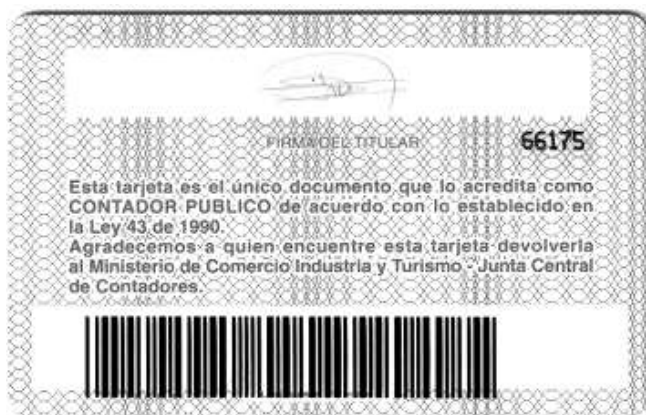 FIRMA DEL TITULAR
66175
Esta tarjeta es el único documento que lo acredita como
CONTADOR PUBLICO de acuerdo con lo establecido en
la Ley 43 de 1990.
Agradecemos a quien encuentre esta tarjeta devolverla
al Ministerio de Comercio Industria y Turismo - Junta Central
de Contadores.